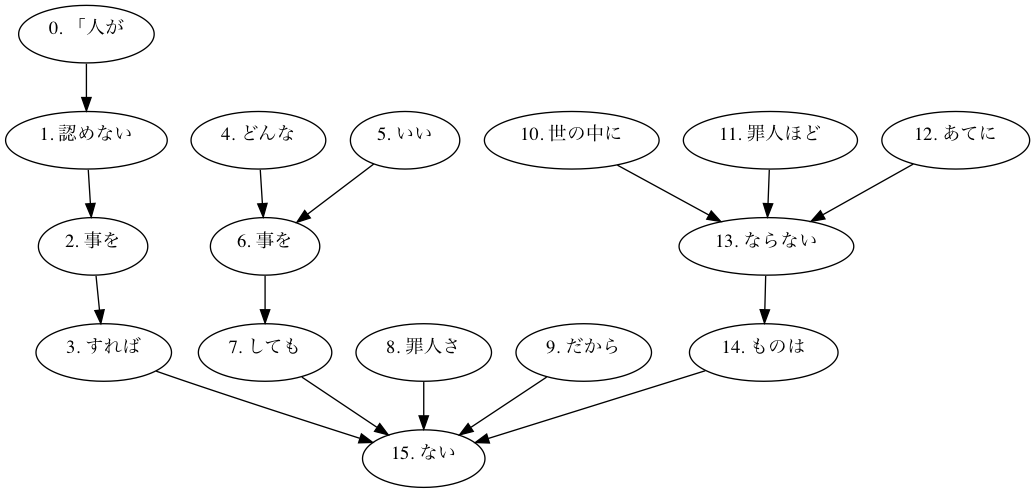 0. 「人が
1. 認めない
4. どんな
5. いい
10. 世の中に
11. 罪人ほど
12. あてに
2. 事を
6. 事を
13. ならない
3. すれば
7. しても
8. 罪人さ
9. だから
14. ものは
15. ない